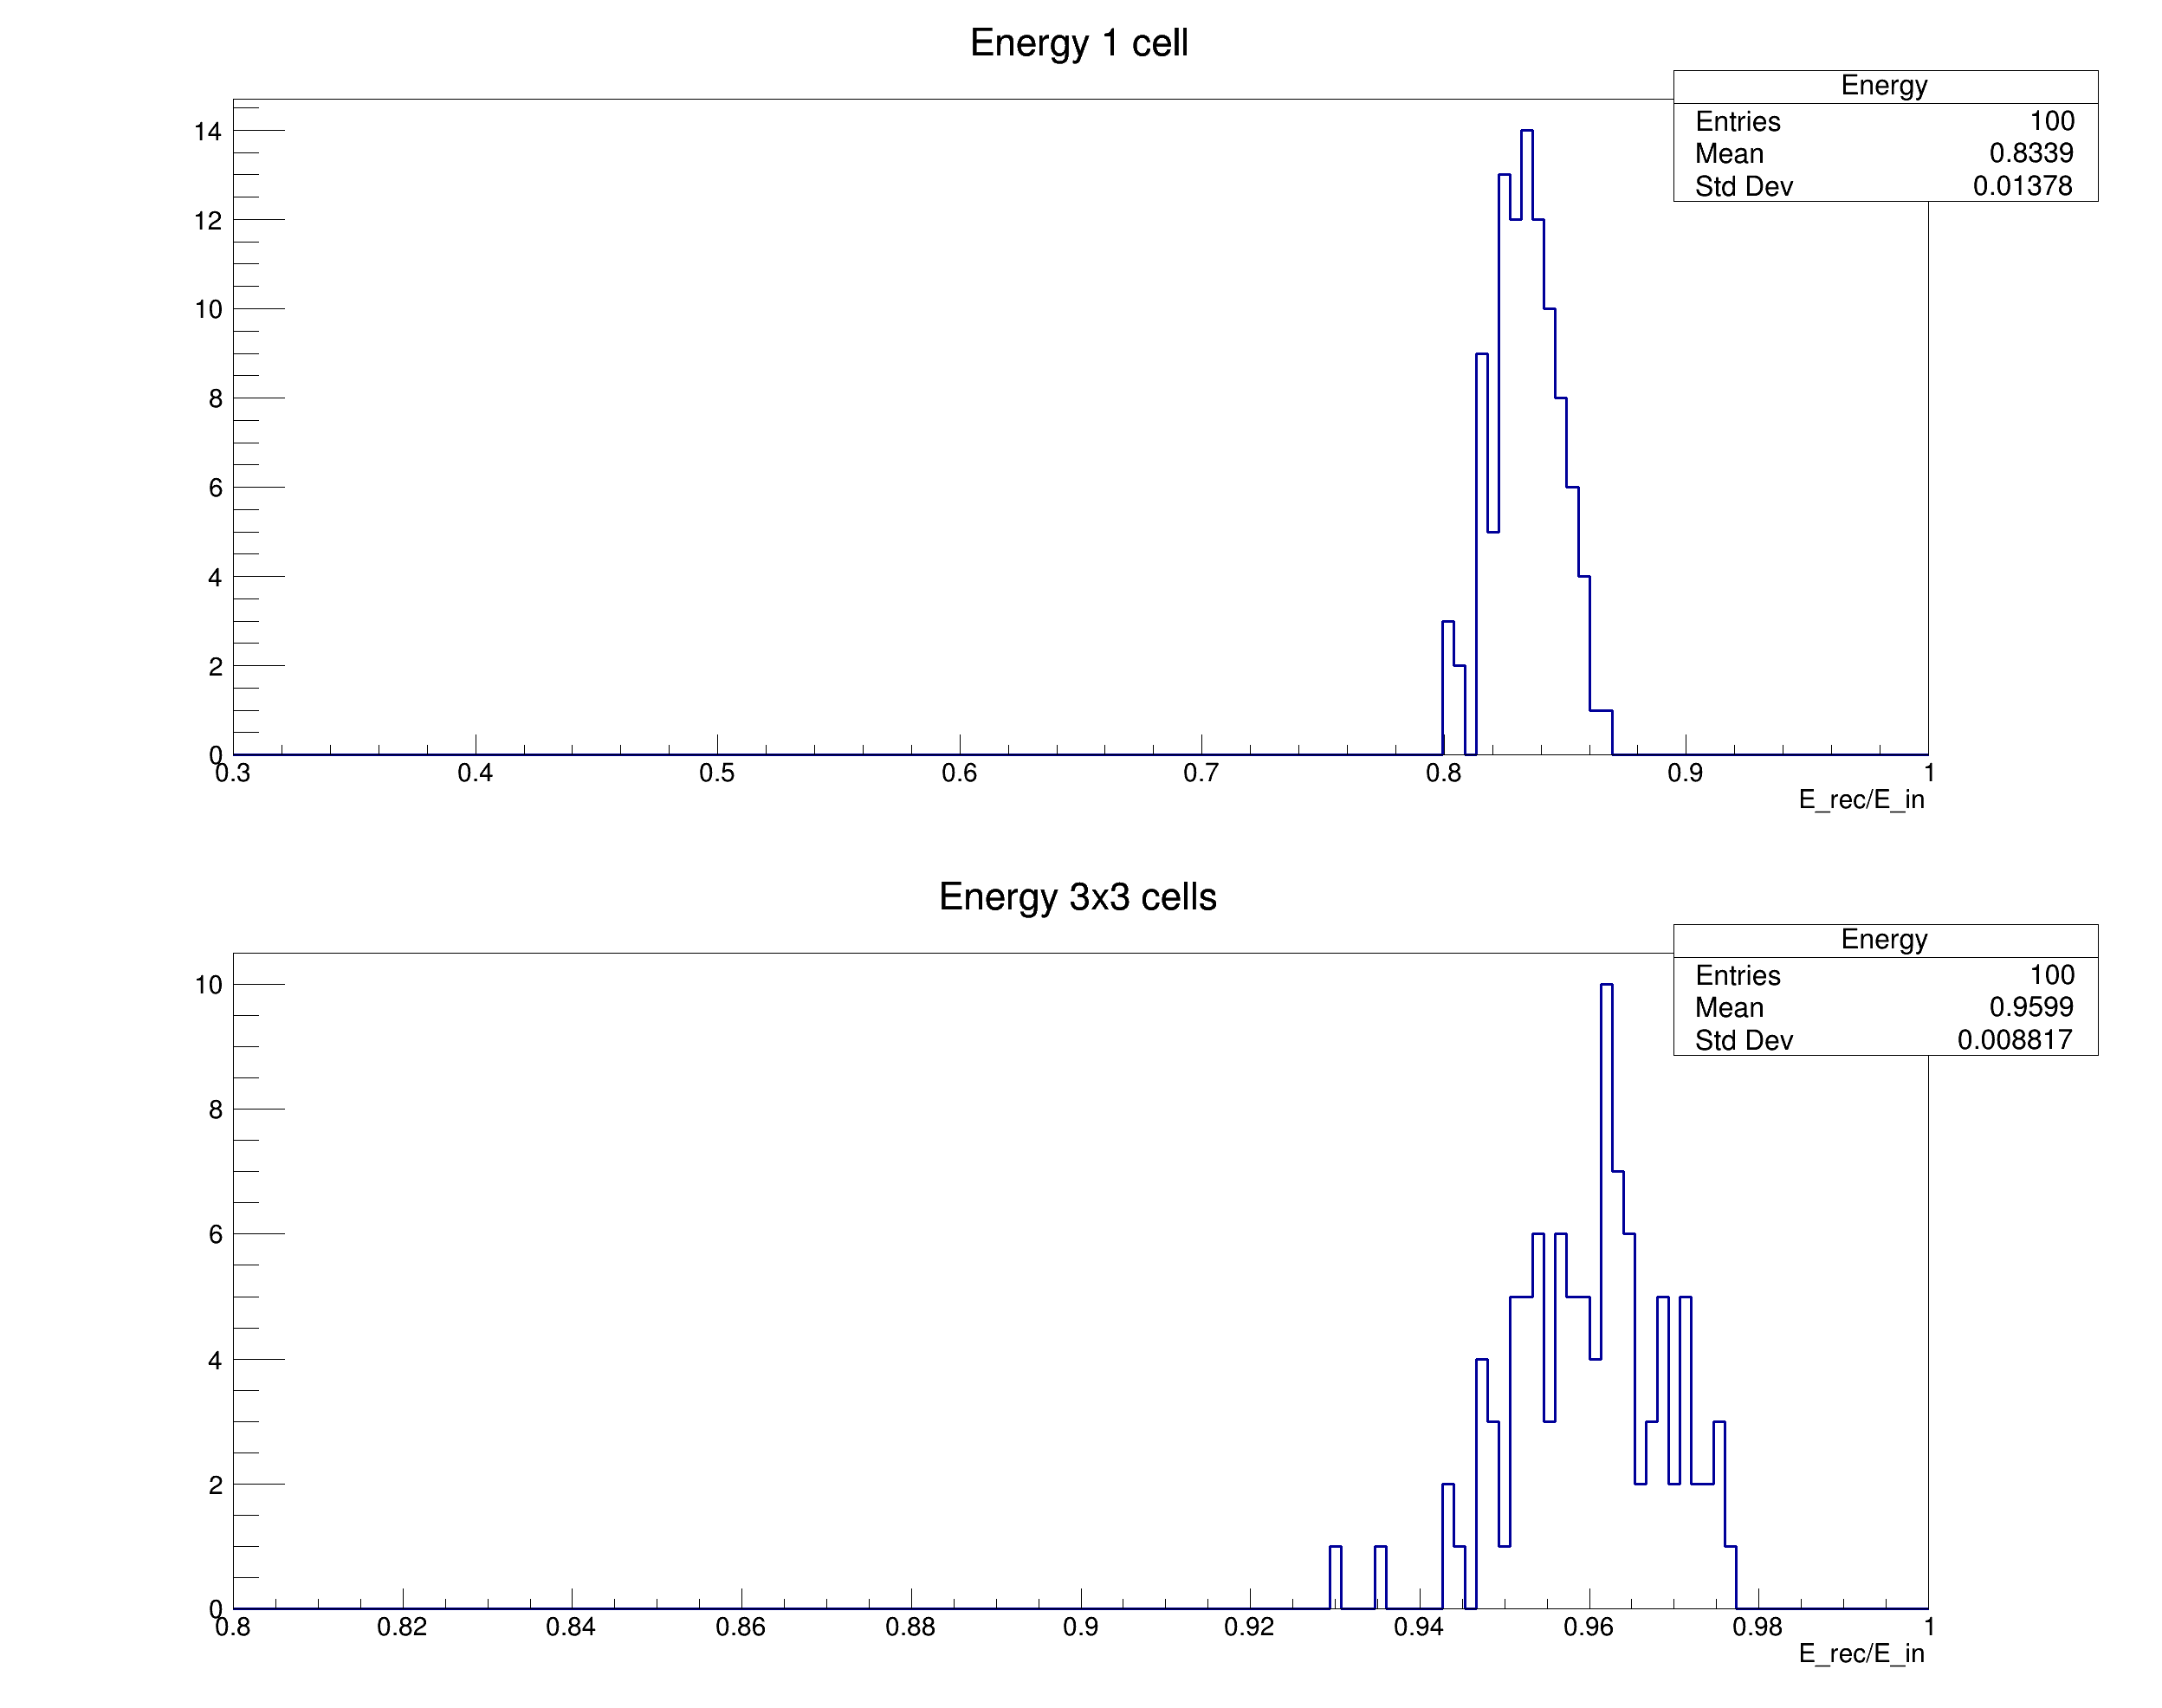 Energy 1 cell
Energy
Entries 100
Mean 0.8339
Std Dev 0.01378
14
12
10
8
6
4
2
0
0.3 0.4 0.5 0.6 0.7 0.8 0.9 1
E_rec/E_in
Energy 3x3 cells
Energy
Entries 100
Mean 0.9599
Std Dev 0.008817
10
8
6
4
2
0
0.8 0.82 0.84 0.86 0.88 0.9 0.92 0.94 0.96 0.98 1
E_rec/E_in